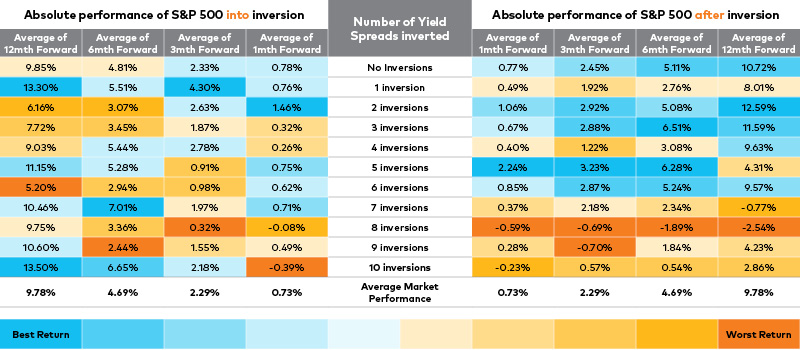 Absolute performance of S&P 500 into inversion
Number of Yield
Spreads inverted
Absolute performance of S&P 500 after inversion
Average of
12mth Forward
Average of
6mth Forward
Average of
3mth Forward
Average of
1mth Forward
Average of
1mth Forward
Average of
3mth Forward
Average of
6mth Forward
Average of
12mth Forward
9.85% 4.81% 2.33% 0.78% No Inversions 0.77% 2.45% 5.11% 10.72%
13.30% 5.51% 4.30% 0.76% 1 inversion 0.49% 1.92% 2.76% 8.01%
6.16% 3.07% 2.63% 1.46% 2 inversions 1.06% 2.92% 5.08% 12.59%
7.72% 3.45% 1.87% 0.32% 3 inversions 0.67% 2.88% 6.51% 11.59%
9.03% 5.44% 2.78% 0.26% 4 inversions 0.40% 1.22% 3.08% 9.63%
11.15% 5.28% 0.91% 0.75% 5 inversions 2.24% 3.23% 6.28% 4.31%
5.20% 2.94% 0.98% 0.62% 6 inversions 0.85% 2.87% 5.24% 9.57%
10.46% 7.01% 1.97% 0.71% 7 inversions 0.37% 2.18% 2.34% -0.77%
9.75% 3.36% 0.32% -0.08% 8 inversions -0.59% -0.69% -1.89% -2.54%
10.60% 2.44% 1.55% 0.49% 9 inversions 0.28% -0.70% 1.84% 4.23%
13.50% 6.65% 2.18% -0.39% 10 inversions -0.23% 0.57% 0.54% 2.86%
9.78% 4.69% 2.29% 0.73% Average Market
Performance
0.73% 2.29% 4.69% 9.78%
Best Return
Worst Return